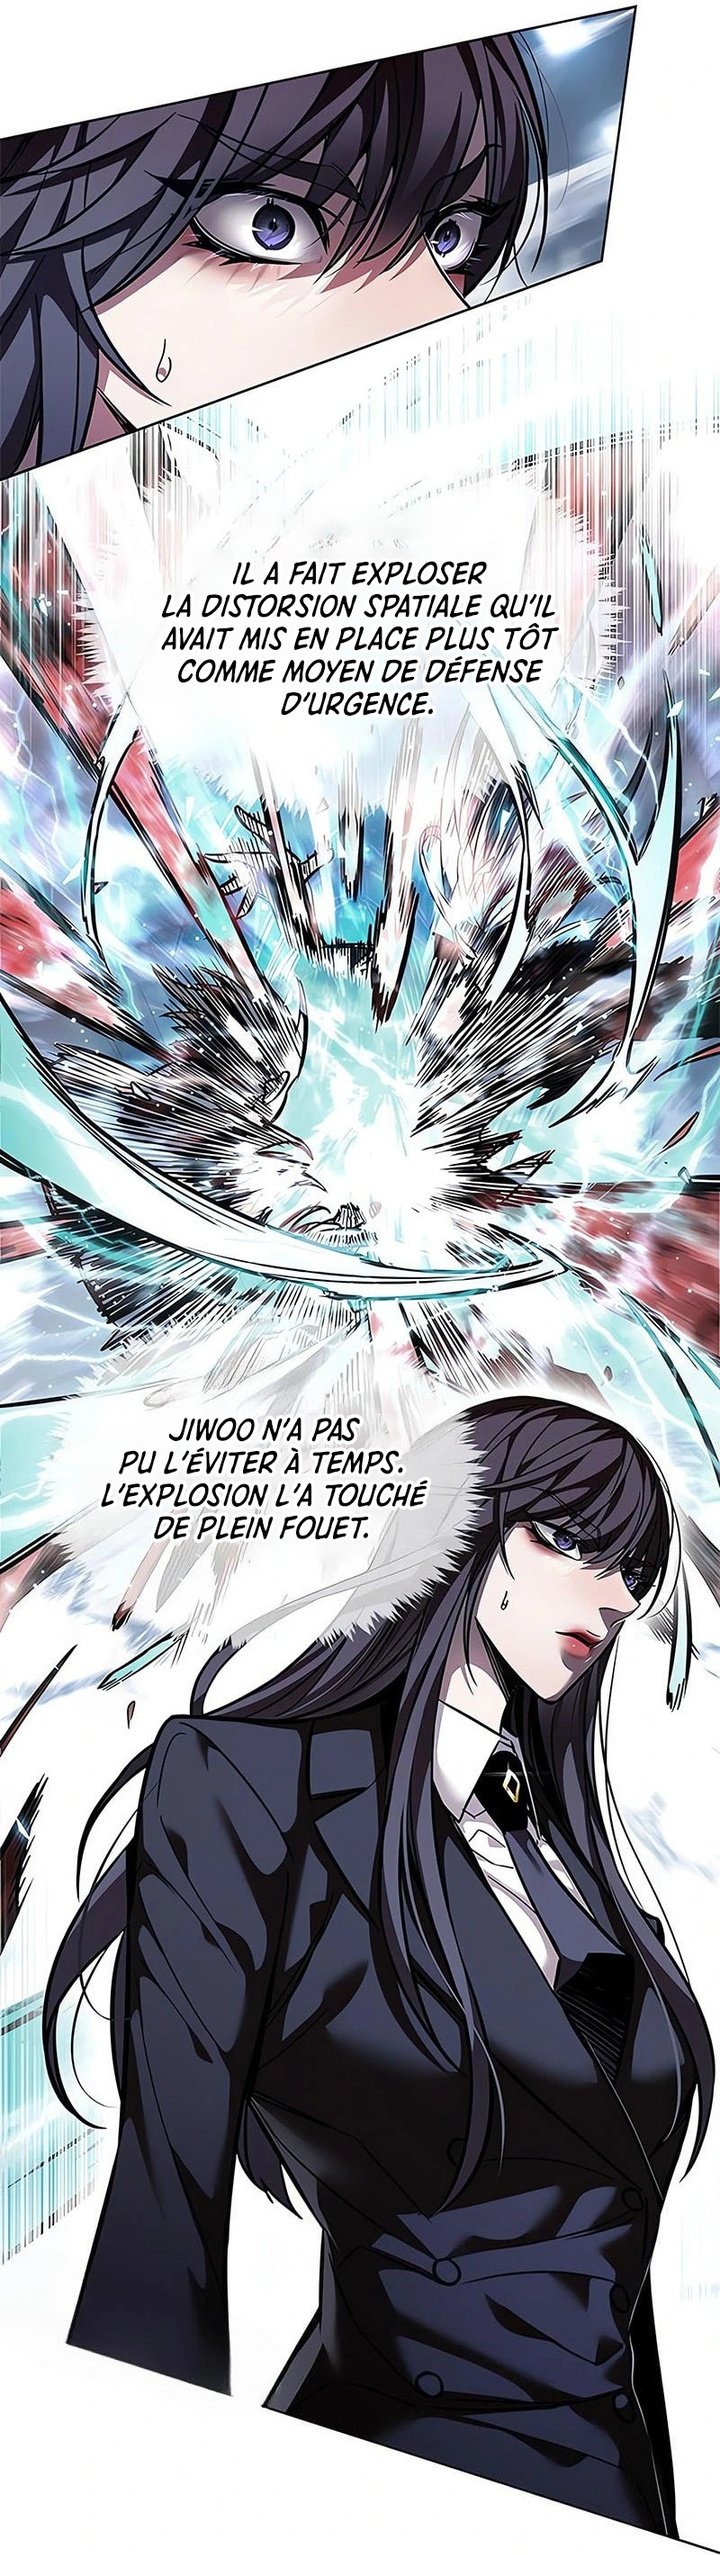 IL A FAIT EXPLOSER
LA DISTORSION SPATIALE QU'IL
AVAIT MIS EN PLACE PLUS TÔT
COMME MOYEN DE DÉFENSE
D'URGENCE.
JIWOO N'A PAS
PU L'ÉVITER À TEMPS.
L'EXPLOSION L'A TOUCHÉ
DE PLEIN FOUET.